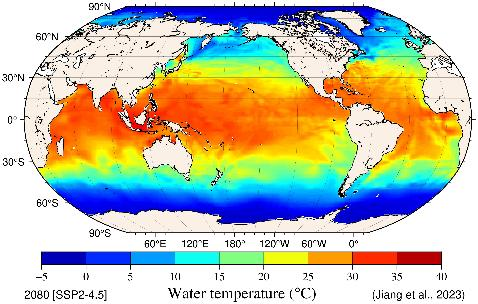 90°N
60°N
30°N
0°
30°S
60°S
90°S
60°E 120°E 180° 120°W 60°W 0°
−5 0 5 10 15 20 25 30 35 40
2080 [SSP2-4.5] Water temperature (°C) (Jiang et al., 2023)